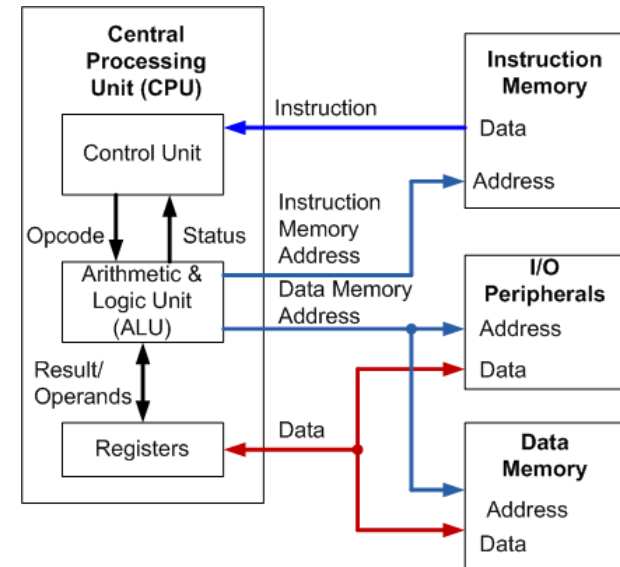 Central
Processing
Unit (CPU)
Control Unit
Opcode
Status
Arithmetic &
Logic Unit
(ALU)
Result/
Operands
Registers
Instruction
Instruction
Memory
Address
Data Memory
Address
Data
Instruction
Memory
Data
Address
I/O
Peripherals
Address
Data
Data
Memory
Address
Data